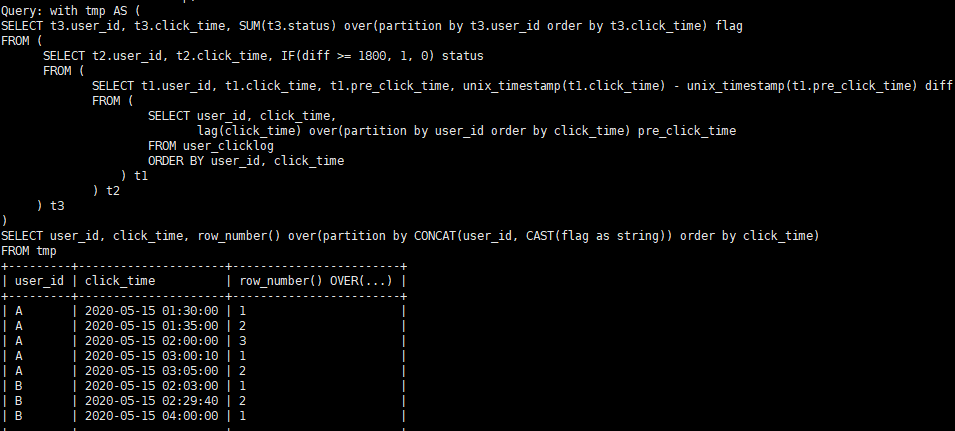 Query: with tmp AS (
SELECT t3.user_id, t3.click_time, SUM(t3.status) over(partition by t3.user_id order by t3.click_time) flag
FROM (
      SELECT t2.user_id, t2.click_time, IF(diff >= 1800, 1, 0) status
      FROM (
             SELECT t1.user_id, t1.click_time, t1.pre_click_time, unix_timestamp(t1.click_time) - unix_timestamp(t1.pre_click_time) diff
             FROM (
                     SELECT user_id, click_time,
                            lag(click_time) over(partition by user_id order by click_time) pre_click_time
                     FROM user_clicklog
                     ORDER BY user_id, click_time
                 ) t1
             ) t2
     ) t3
)
SELECT user_id, click_time, row_number() over(partition by CONCAT(user_id, CAST(flag as string)) order by click_time)
FROM tmp
+---------+---------------------+------------------------+
| user_id | click_time          | row_number() OVER(...) |
+---------+---------------------+------------------------+
| A       | 2020-05-15 01:30:00 | 1                      |
| A       | 2020-05-15 01:35:00 | 2                      |
| A       | 2020-05-15 02:00:00 | 3                      |
| A       | 2020-05-15 03:00:10 | 1                      |
| A       | 2020-05-15 03:05:00 | 2                      |
| B       | 2020-05-15 02:03:00 | 1                      |
| B       | 2020-05-15 02:29:40 | 2                      |
| B       | 2020-05-15 04:00:00 | 1                      |